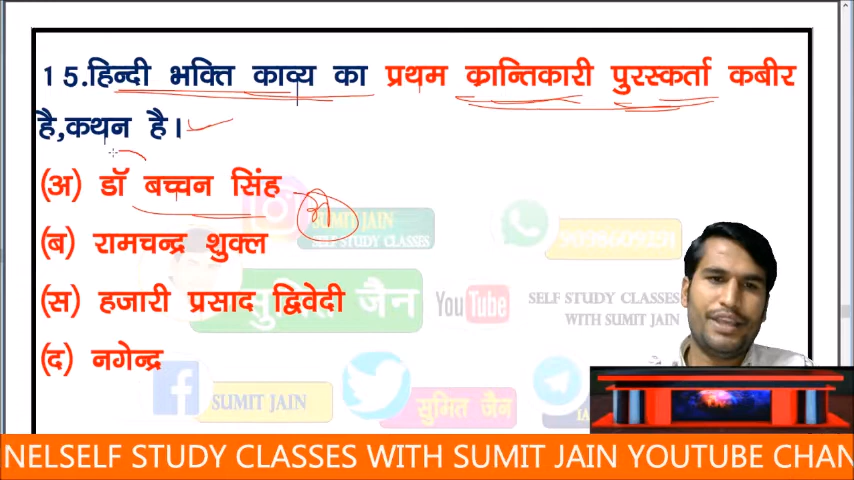 15.हिन्दी भक्ति काव्य का प्रथम क्रान्तिकारी पुरस्कर्ता कबीर
है,कथन है।
(अ) डॉ बच्चन सिंह
(ब) रामचन्द्र शुक्ल
(स) हजारी प्रसाद द्विवेदी
(द) नगेन्द्र
SUMIT JAIN
SELF STUDY CLASSES
सुमित जैन
YouTube
SELF STUDY CLASSES
WITH SUMIT JAIN
SUMIT JAIN
सुमित जैन
NELSELF STUDY CLASSES WITH SUMIT JAIN YOUTUBE CHAN